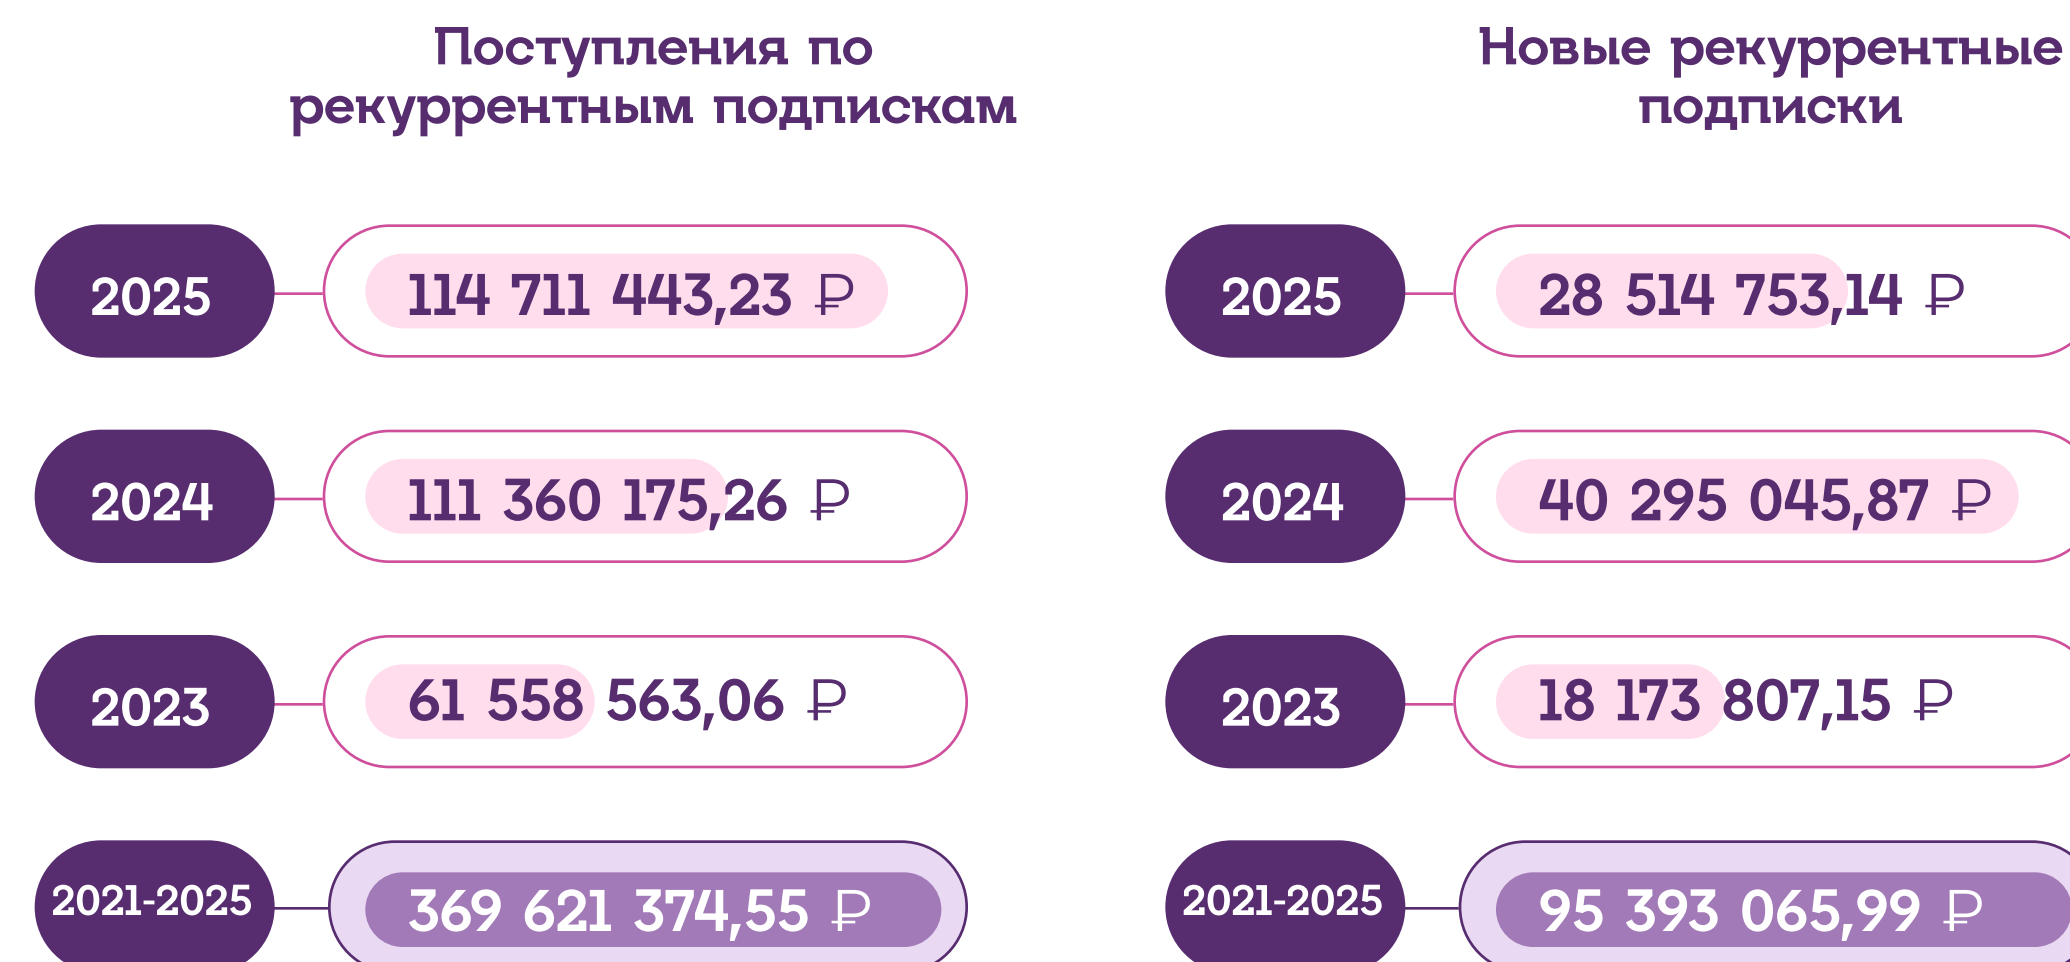 Поступления по
рекуррентным подпискам
2025
114 711 443,23 ₽
2024
111 360 175,26 ₽
2023
61 558 563,06 ₽
2021-2025
369 621 374,55 ₽
Новые рекуррентные
подписки
2025
28 514 753,14 ₽
2024
40 295 045,87 ₽
2023
18 173 807,15 ₽
2021-2025
95 393 065,99 ₽